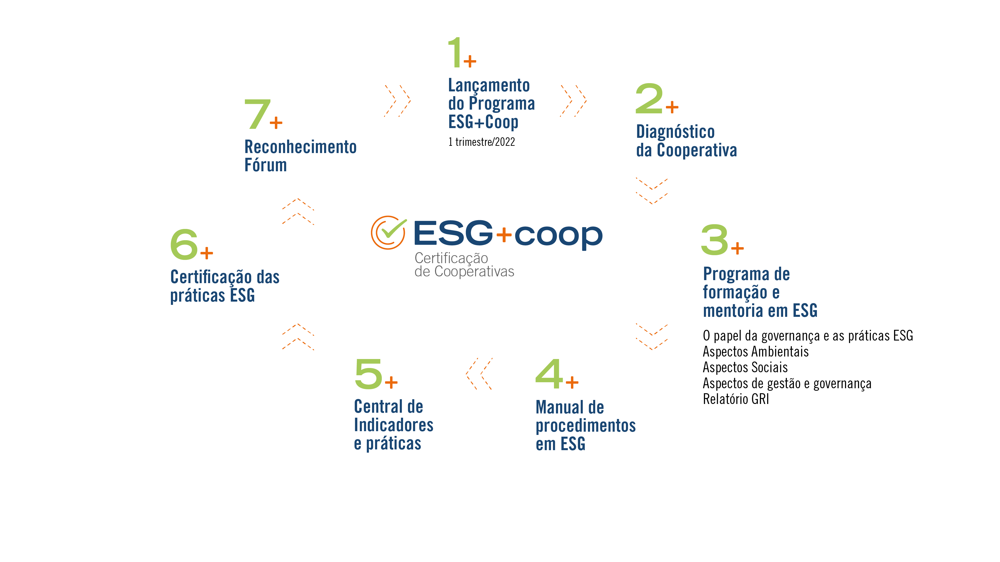 1+
Lançamento
do Programa
ESG+Coop
1 trimestre/2022
2+
Diagnóstico
da Cooperativa
3+
Programa de
formação e
mentoria em ESG
O papel da governança e as práticas ESG
Aspectos Ambientais
Aspectos Sociais
Aspectos de gestão e governança
Relatório GRI
4+
Manual de
procedimentos
em ESG
5+
Central de
Indicadores
e práticas
6+
Certificação das
práticas ESG
7+
Reconhecimento
Fórum
ESG+coop
Certificação
de Cooperativas